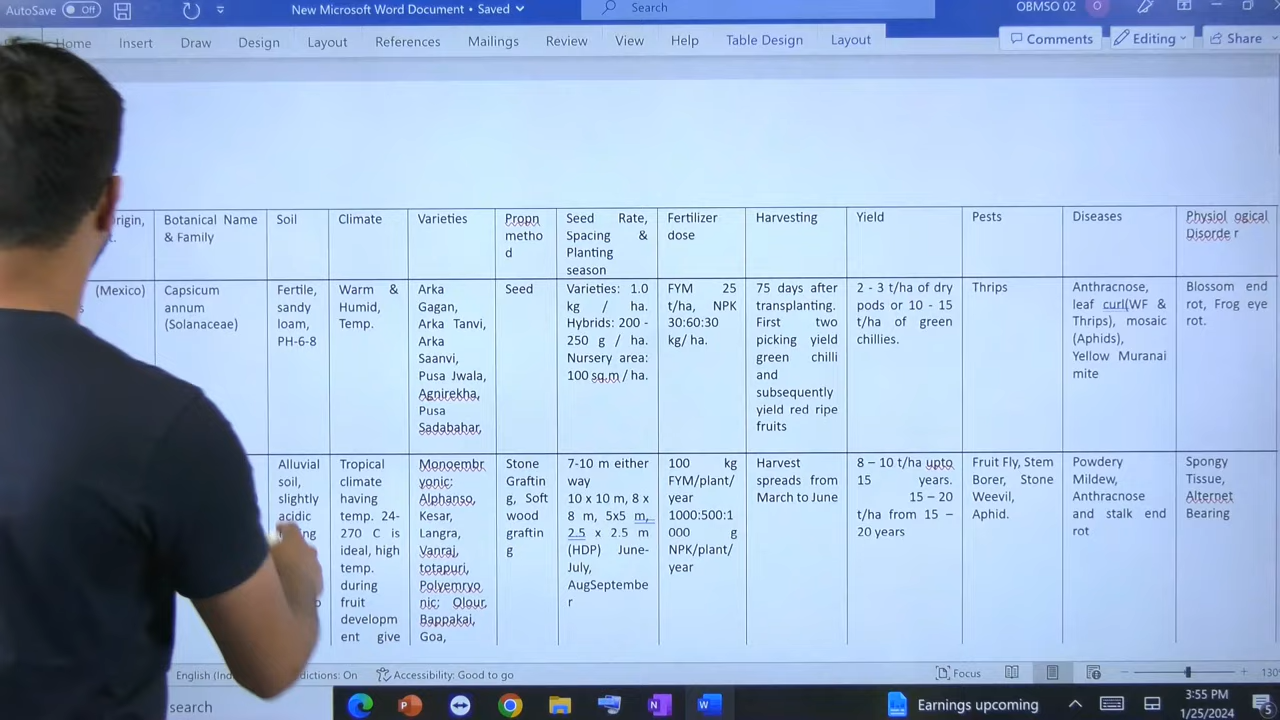 AutoSave Off New Microsoft Word Document • Saved Search OBMSO 02 O
Home Insert Draw Design Layout References Mailings Review View Help Table Design Layout Comments Editing Share
Botanical Name
& Family
Soil
Climate
Varieties
Propn
metho
d
Seed Rate,
Spacing &
Planting
season
Fertilizer
dose
Harvesting
Yield
Pests
Diseases
Physiol ogical
Disorde r
(Mexico)
Capsicum
annum
(Solanaceae)
Fertile,
sandy
loam,
PH-6-8
Warm &
Humid,
Temp.
Arka
Gagan,
Arka Tanvi,
Arka
Saanvi,
Pusa Jwala,
Agnirekha,
Pusa
Sadabahar,
Seed
Varieties: 1.0
kg / ha.
Hybrids: 200 -
250 g / ha.
Nursery area:
100 sq.m / ha.
FYM 25
t/ha, NPK
30:60:30
kg/ ha.
75 days after
transplanting.
First two
picking yield
green chilli
and
subsequently
yield red ripe
fruits
2 - 3 t/ha of dry
pods or 10 - 15
t/ha of green
chillies.
Thrips
Anthracnose,
leaf curl(WF &
Thrips), mosaic
(Aphids),
Yellow Muranai
mite
Blossom end
rot, Frog eye
rot.
Alluvial
soil,
slightly
acidic
Tropical
climate
having
temp. 24-
270 C is
ideal, high
temp.
during
fruit
developm
ent give
Monoembr
yonic:
Alphanso,
Kesar,
Langra,
Vanraj,
totapuri,
Polyemryo
nic: Olour,
Bappakai,
Goa,
Stone
Graftin
g, Soft
wood
graftin
g
7-10 m either
way
10 x 10 m, 8 x
8 m, 5x5 m,
2.5 x 2.5 m
(HDP) June-
July,
AugSeptembe
r
100 kg
FYM/plant/
year
1000:500:1
000 g
NPK/plant/
year
Harvest
spreads from
March to June
8 – 10 t/ha upto
15 years.
15 – 20
t/ha from 15 –
20 years
Fruit Fly, Stem
Borer, Stone
Weevil,
Aphid.
Powdery
Mildew,
Anthracnose
and stalk end
rot
Spongy
Tissue,
Alternet
Bearing
English (Ind Accessibility: Good to go Focus
search Earnings upcoming 3:55 PM
1/25/2024